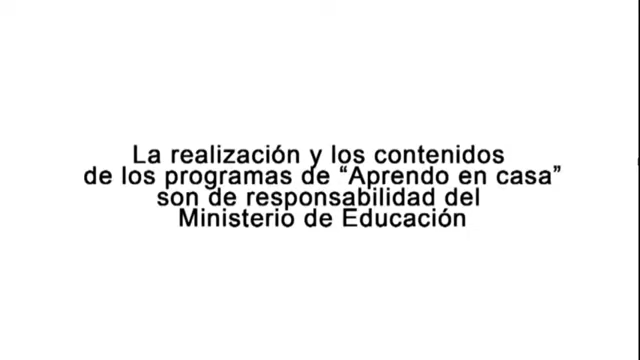 La realización y los contenidos
de los programas de “Aprendo en casa”
son de responsabilidad del
Ministerio de Educación